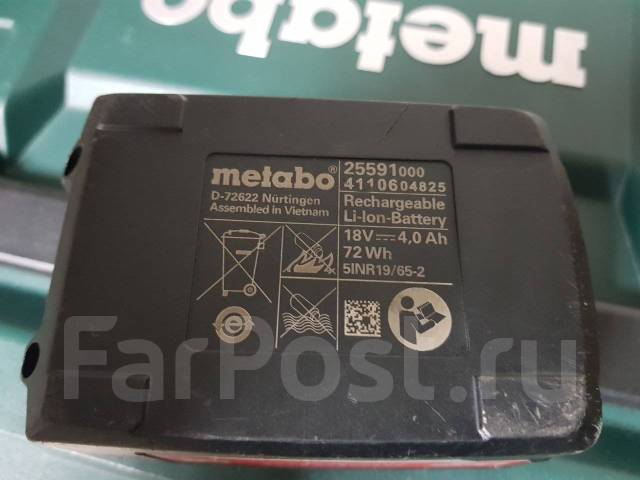 metabo
metabo®
D-72622 Nürtingen
Assembled in Vietnam
25591000
4110604825
Rechargeable
Li-Ion-Battery
18V⎓4,0 Ah
72 Wh
5INR19/65-2
FarPost.ru